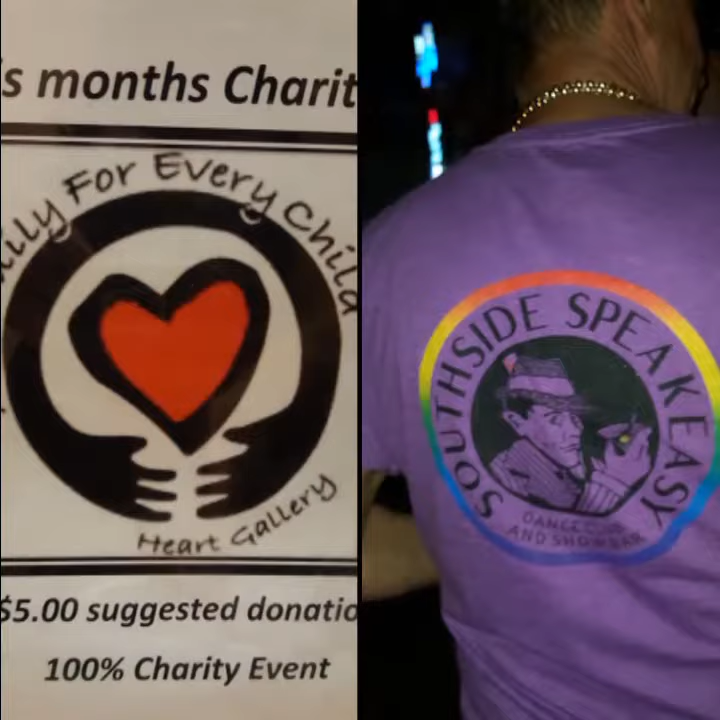 s months Charit
ily For Every Child
Heart Gallery
$5.00 suggested donatio
100% Charity Event
SOUTHSIDE SPEAKEASY
DANCE CLUB
AND SHOWBAR